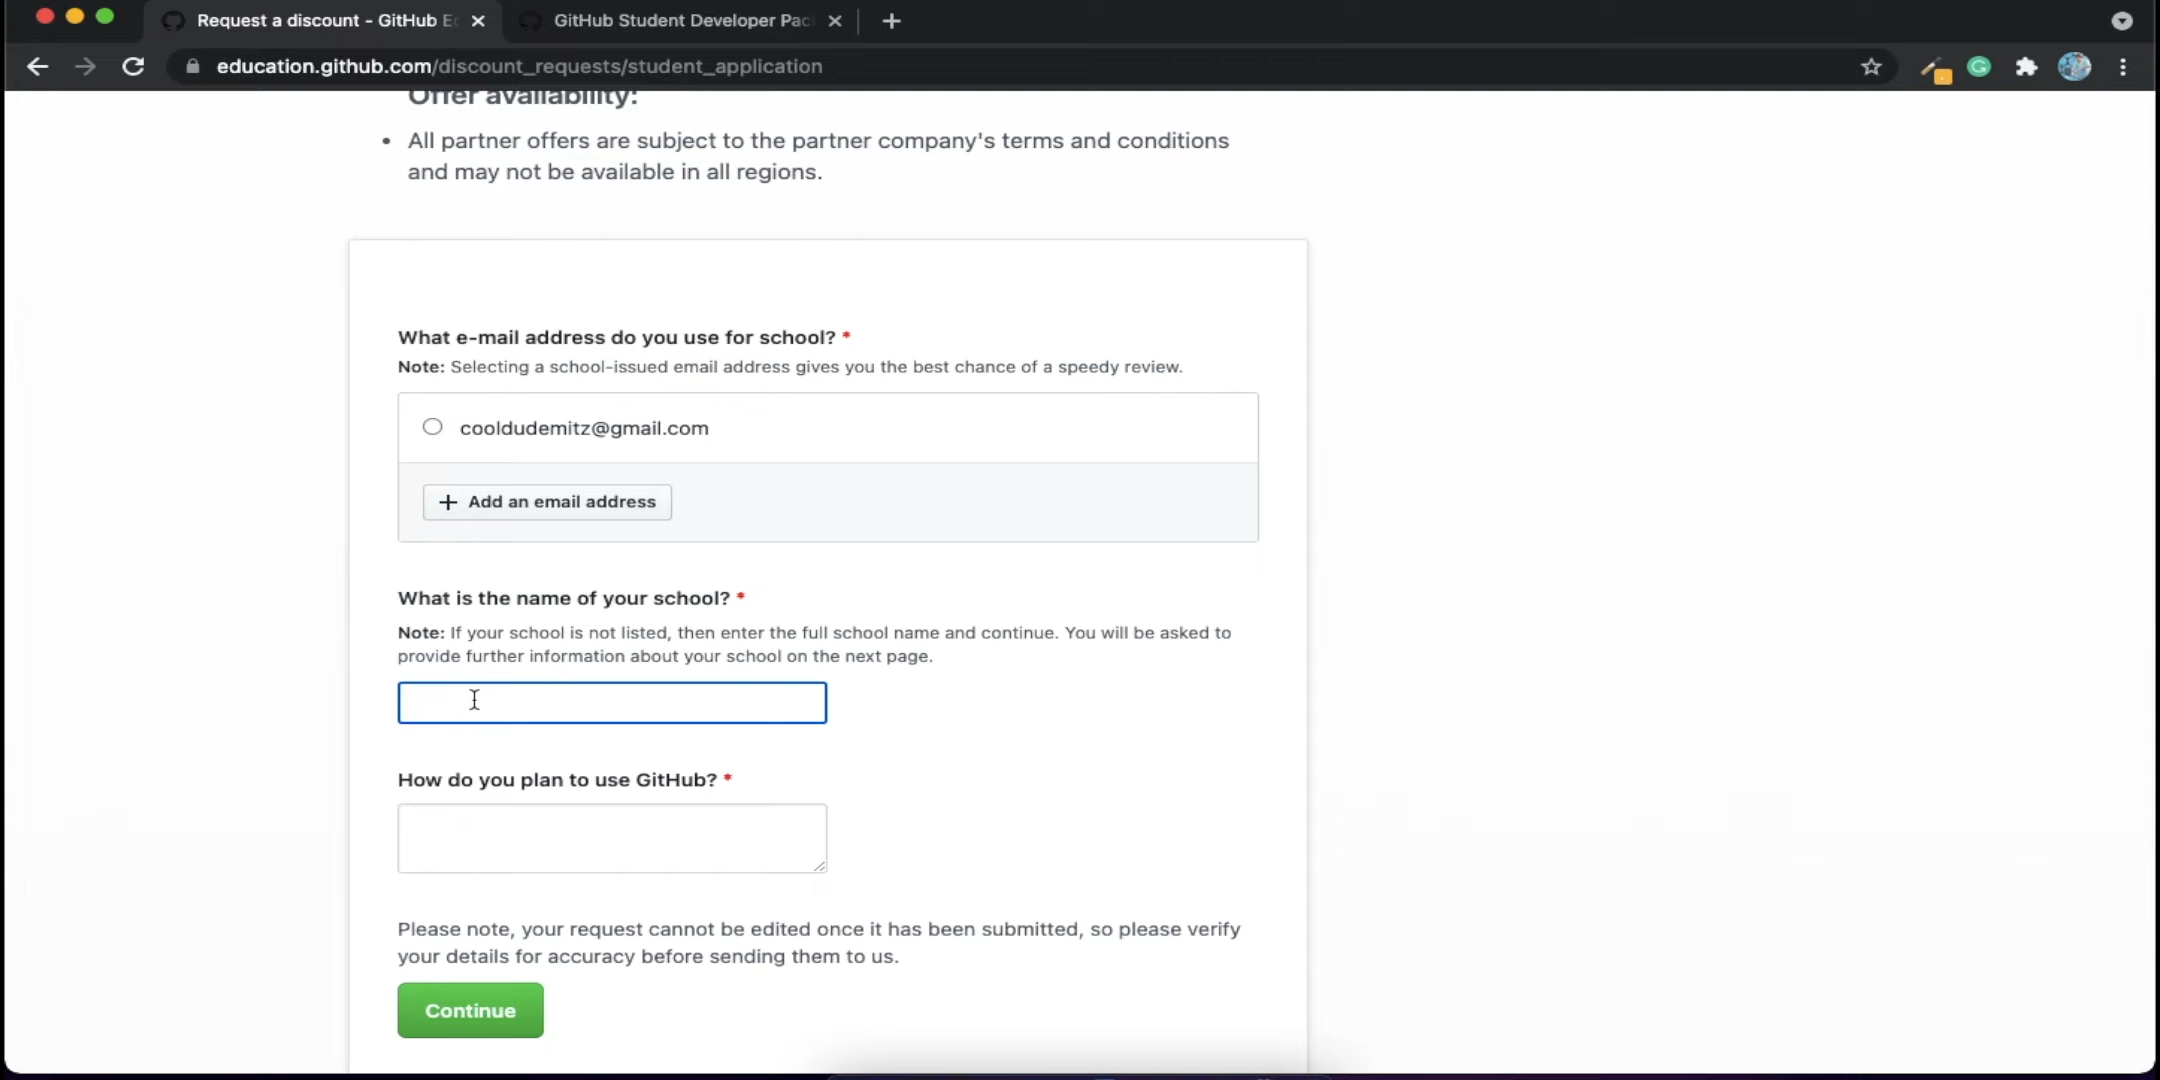 Request a discount - GitHub E
GitHub Student Developer Pac
education.github.com/discount_requests/student_application
Offer availability:
• All partner offers are subject to the partner company's terms and conditions
and may not be available in all regions.
What e-mail address do you use for school? *
Note: Selecting a school-issued email address gives you the best chance of a speedy review.
cooldudemitz@gmail.com
+ Add an email address
What is the name of your school? *
Note: If your school is not listed, then enter the full school name and continue. You will be asked to
provide further information about your school on the next page.
How do you plan to use GitHub? *
Please note, your request cannot be edited once it has been submitted, so please verify
your details for accuracy before sending them to us.
Continue